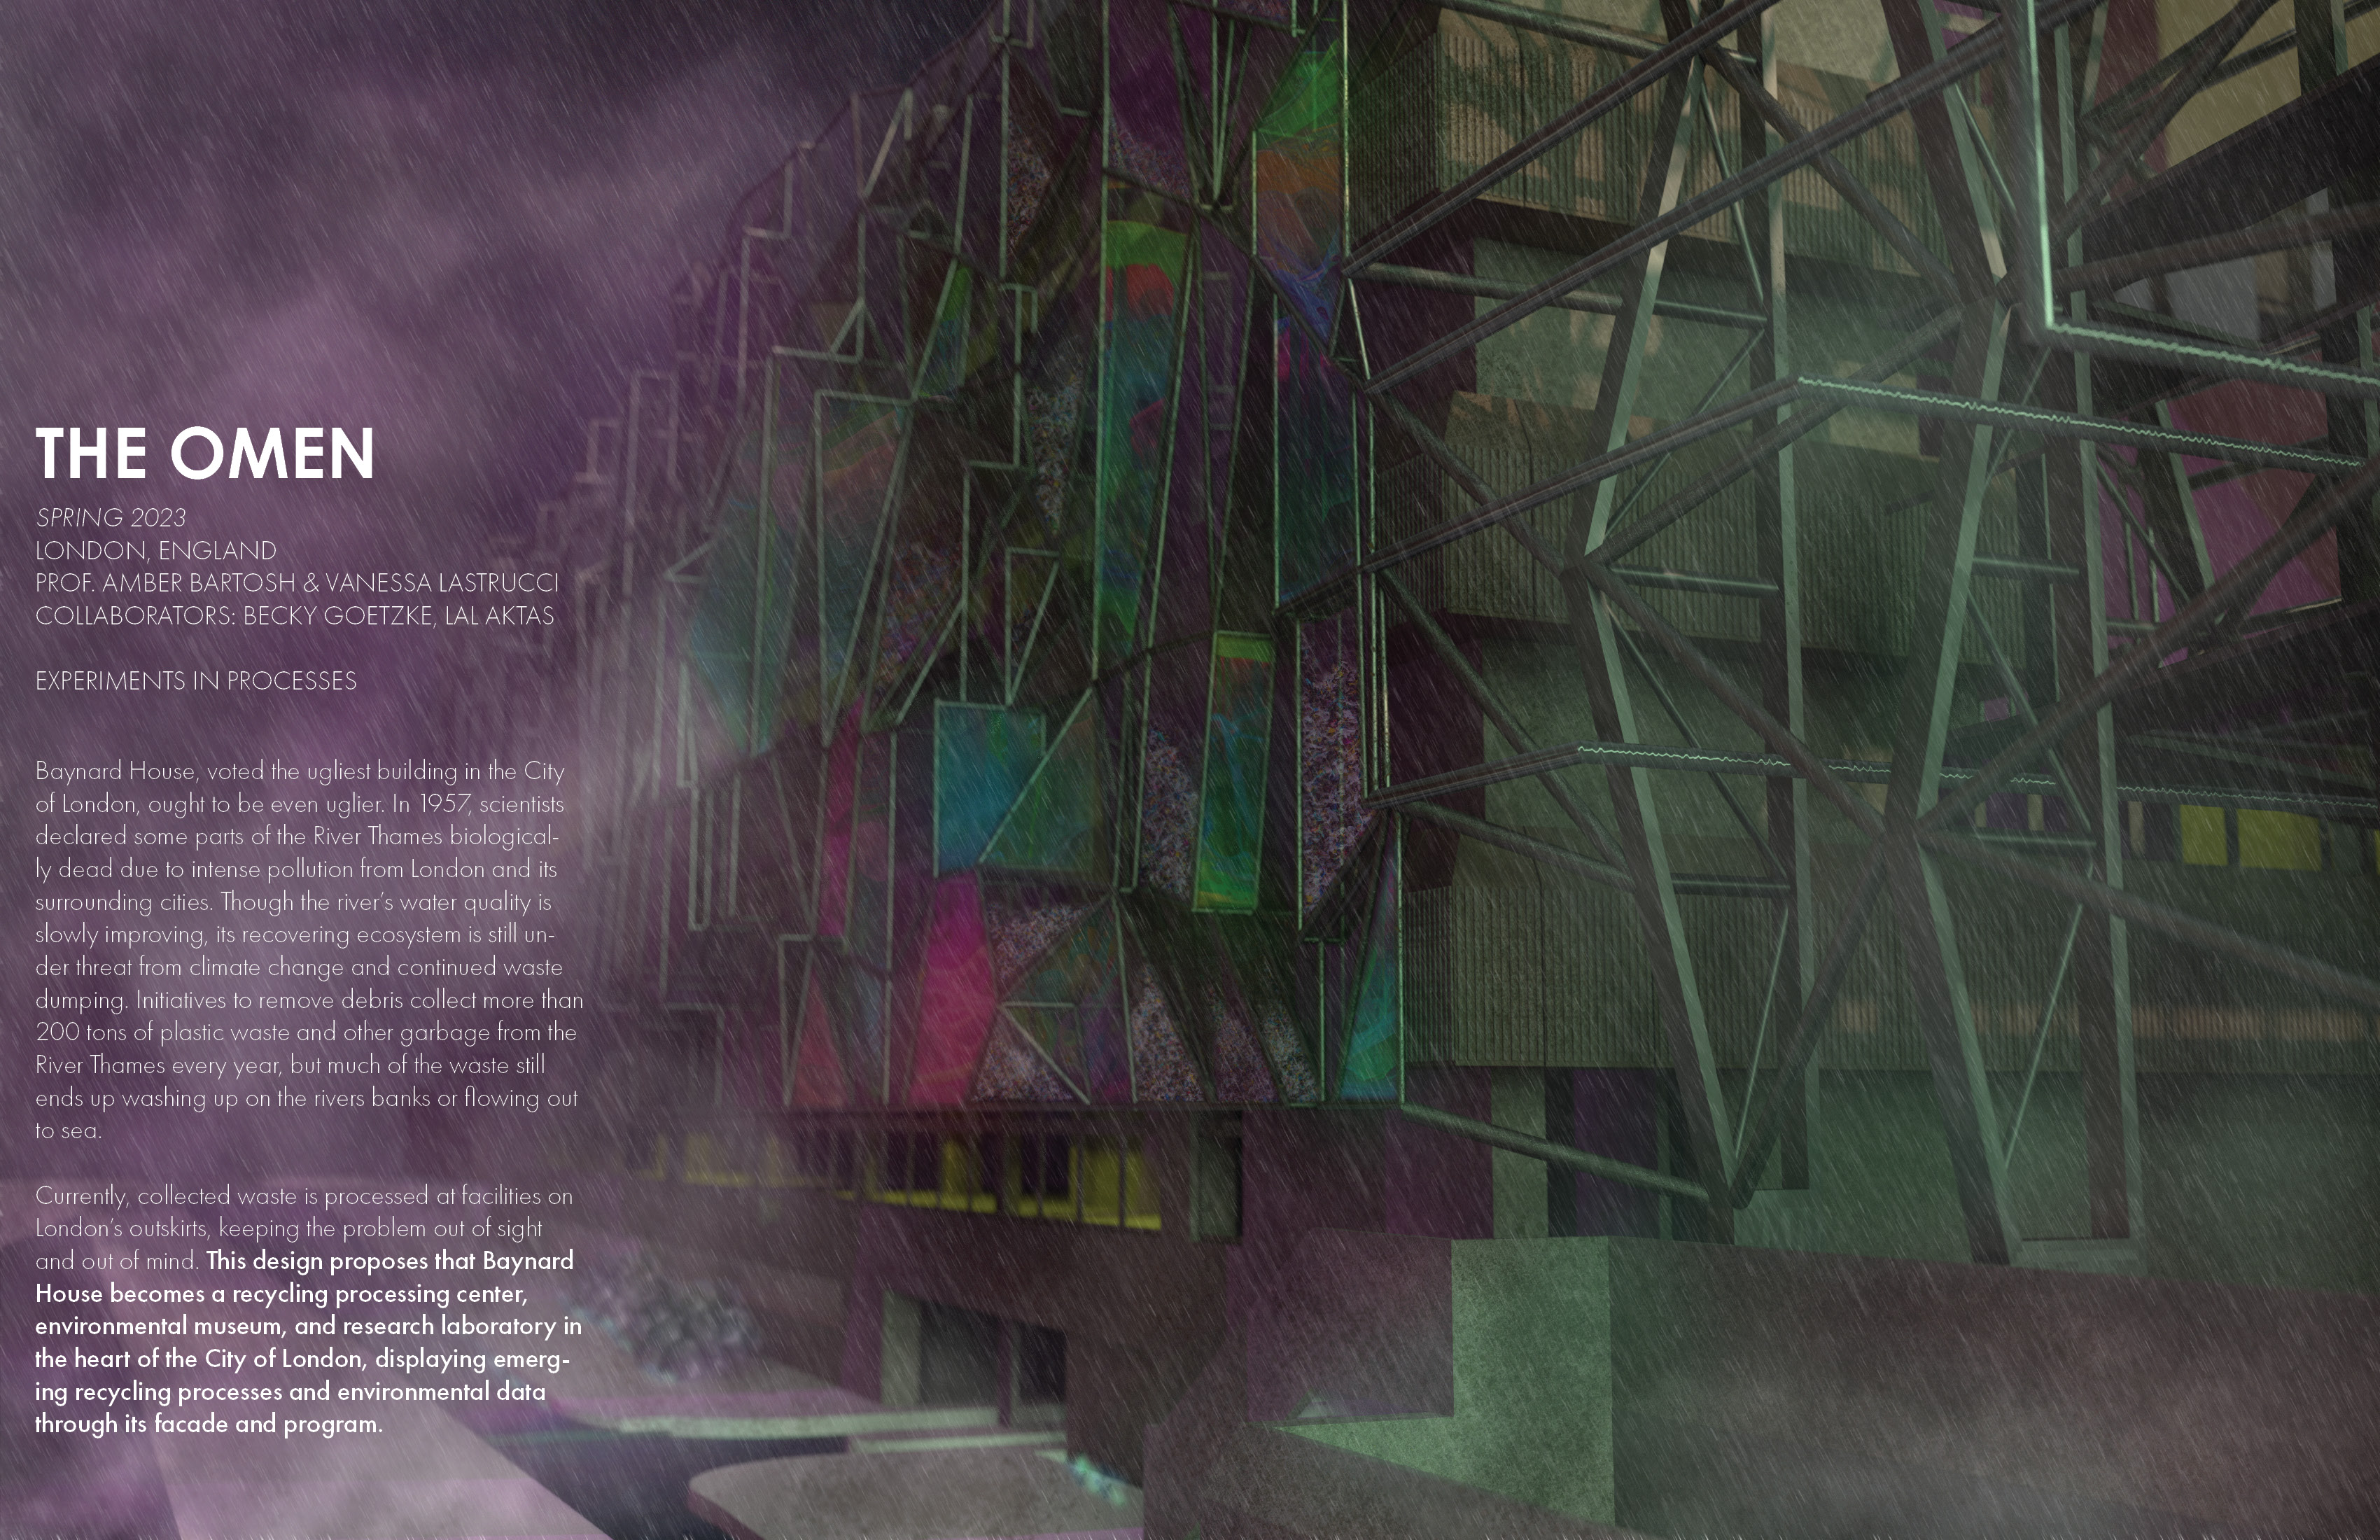 THE OMEN
SPRING 2023
LONDON, ENGLAND
PROF. AMBER BARTOSH & VANESSA LASTRUCCI
COLLABORATORS: BECKY GOETZKE, LAL AKTAS
EXPERIMENTS IN PROCESSES
Baynard House, voted the ugliest building in the City
of London, ought to be even uglier. In 1957, scientists
declared some parts of the River Thames biological-
ly dead due to intense pollution from London and its
surrounding cities. Though the river's water quality is
slowly improving, its recovering ecosystem is still un-
der threat from climate change and continued waste
dumping. Initiatives to remove debris collect more than
200 tons of plastic waste and other garbage from the
River Thames every year, but much of the waste still
ends up washing up on the rivers banks or flowing out
to sea.
Currently, collected waste is processed at facilities on
London's outskirts, keeping the problem out of sight
and out of mind. This design proposes that Baynard
House becomes a recycling processing center,
environmental museum, and research laboratory in
the heart of the City of London, displaying emerg-
ing recycling processes and environmental data
through its facade and program.